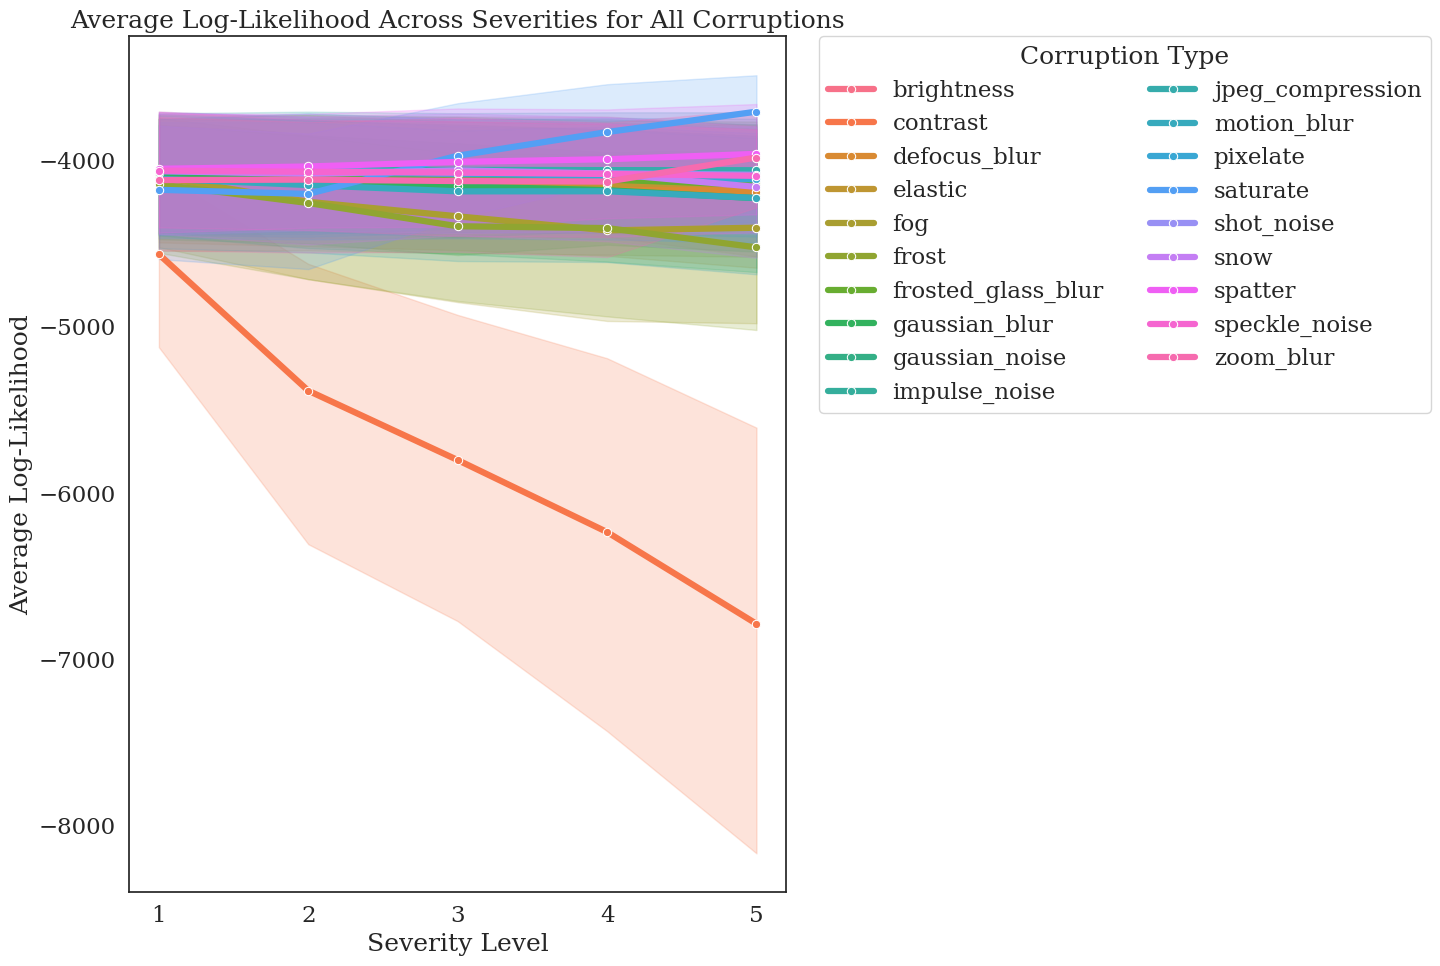 Average Log-Likelihood Across Severities for All Corruptions
Average Log-Likelihood
−4000
−5000
−6000
−7000
−8000
1 2 3 4 5
Severity Level
Corruption Type
brightness
contrast
defocus_blur
elastic
fog
frost
frosted_glass_blur
gaussian_blur
gaussian_noise
impulse_noise
jpeg_compression
motion_blur
pixelate
saturate
shot_noise
snow
spatter
speckle_noise
zoom_blur